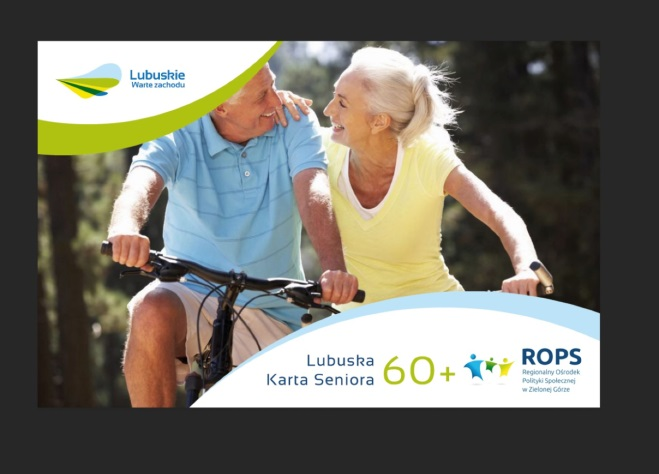 Lubuskie
Warte zachodu
Lubuska
Karta Seniora
60+
ROPS
Regionalny Ośrodek
Polityki Społecznej
w Zielonej Górze